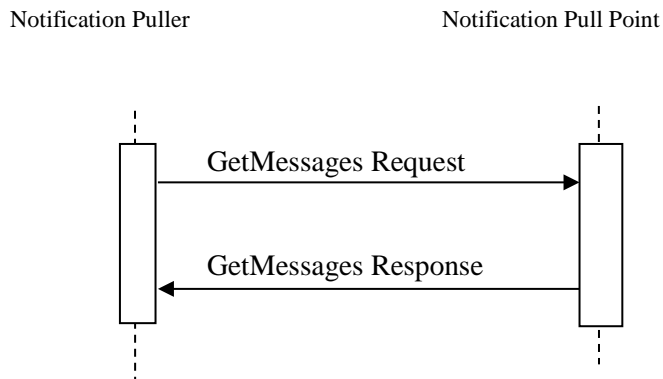 Notification Puller
Notification Pull Point
GetMessages Request
GetMessages Response